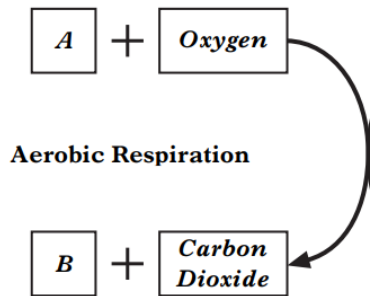 A + Oxygen
Aerobic Respiration
B + Carbon
Dioxide